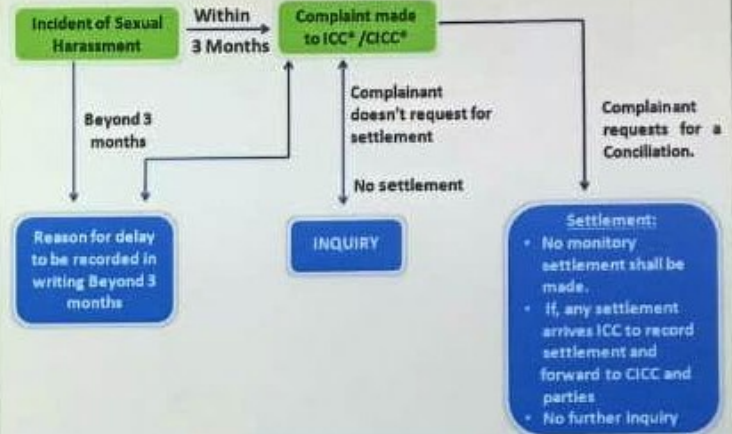 Incident of Sexual
Harassment
Within
3 Months
Complaint made
to ICC* /CICC*
Beyond 3
months
Complainant
doesn't request for
settlement
No settlement
Complainant
requests for a
Conciliation.
Reason for delay
to be recorded in
writing Beyond 3
months
INQUIRY
Settlement:
• No monitory
settlement shall be
made.
• If, any settlement
arrives ICC to record
settlement and
forward to CICC and
parties
• No further inquiry